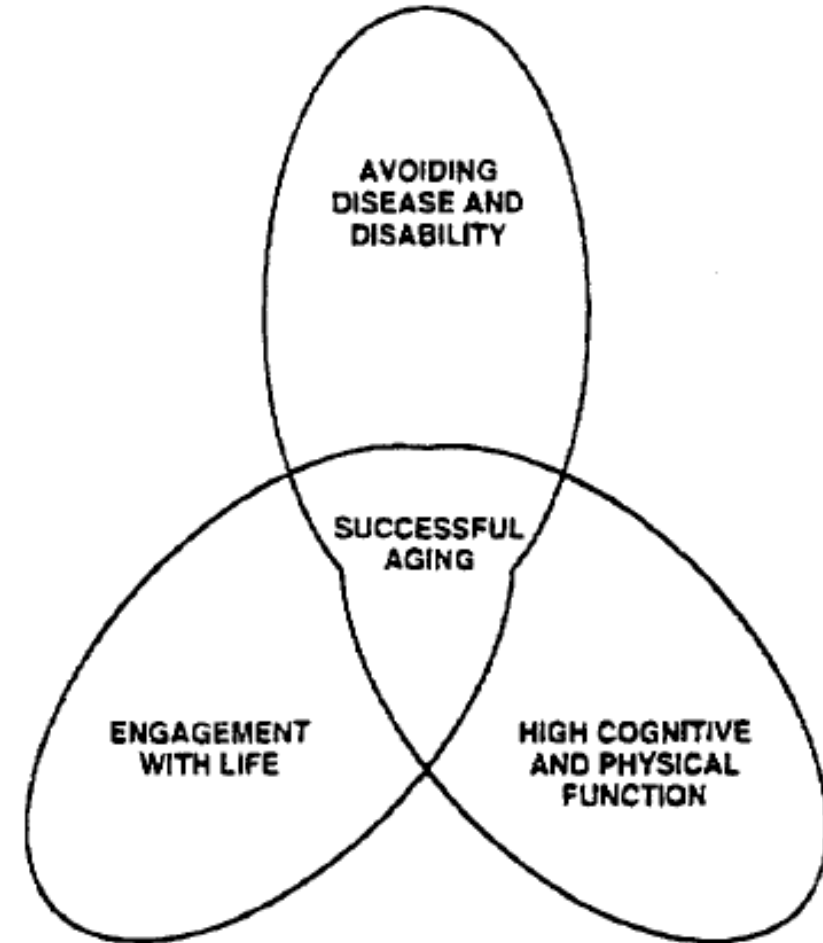 AVOIDING
DISEASE AND
DISABILITY
SUCCESSFUL
AGING
ENGAGEMENT
WITH LIFE
HIGH COGNITIVE
AND PHYSICAL
FUNCTION